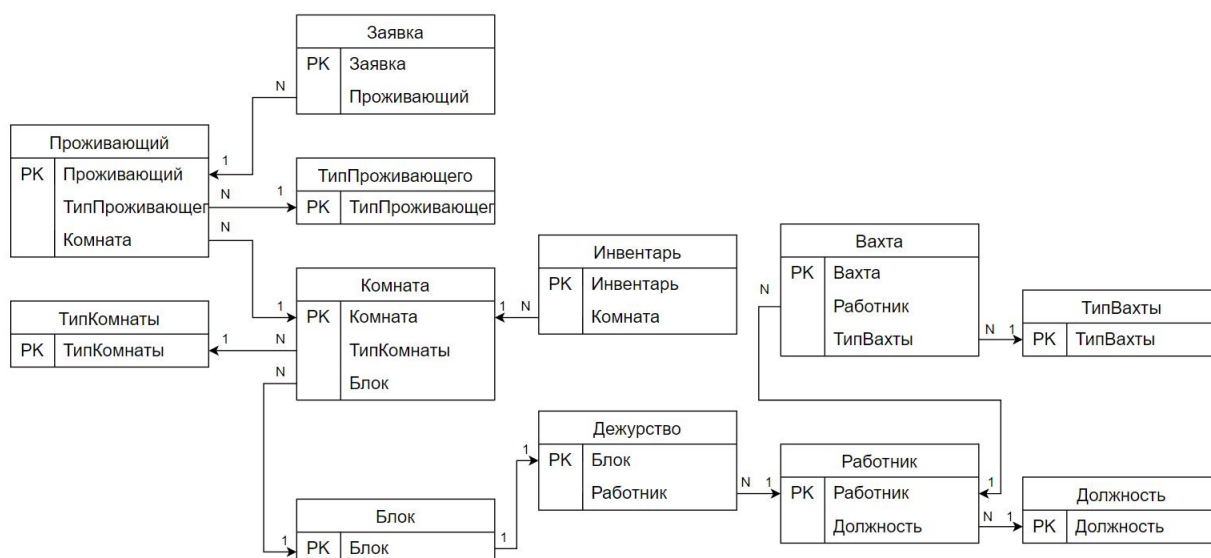 Заявка
PK Заявка
Проживающий
N
1
Проживающий
PK Проживающий
ТипПроживающег
Комната
N 1
ТипПроживающего
PK ТипПроживающег
N
1
Комната
PK Комната
ТипКомнаты
Блок
ТипКомнаты
PK ТипКомнаты
1 N
N
1
Инвентарь
PK Инвентарь
Комната
1 N
Вахта
PK Вахта
Работник
ТипВахты
N
N 1
ТипВахты
PK ТипВахты
Дежурство
PK Блок
Работник
1
1
N 1
Работник
PK Работник
Должность
1
N 1
Должность
PK Должность
Блок
PK Блок